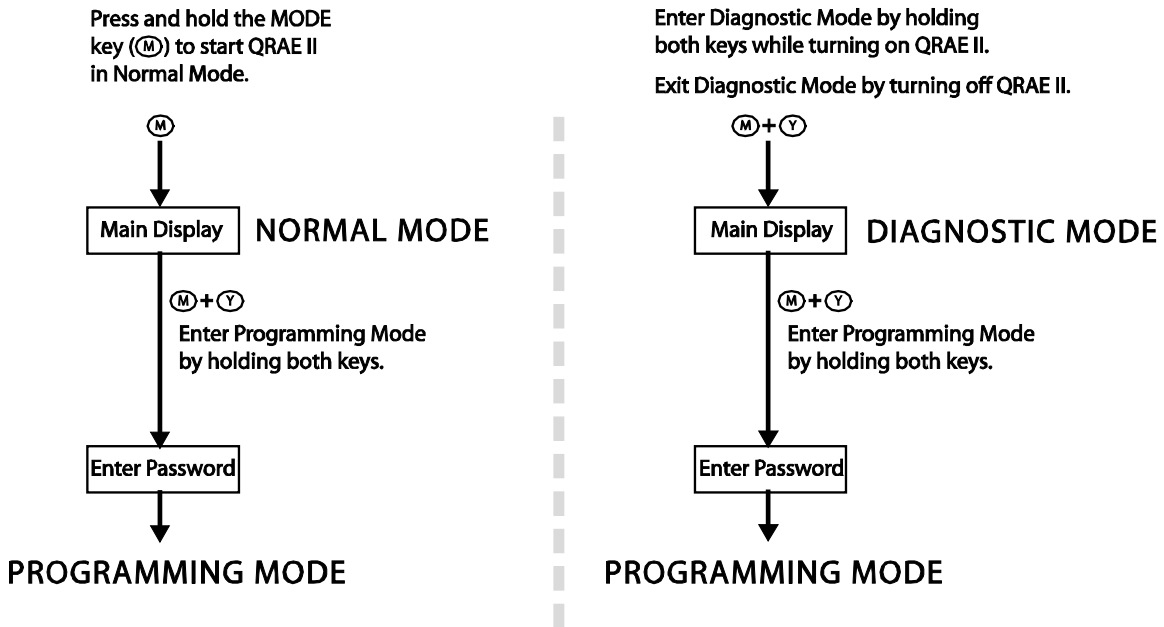 Press and hold the MODE
key (M) to start QRAE II
in Normal Mode.
M
Main Display
NORMAL MODE
M+Y
Enter Programming Mode
by holding both keys.
Enter Password
PROGRAMMING MODE
Enter Diagnostic Mode by holding
both keys while turning on QRAE II.
Exit Diagnostic Mode by turning off QRAE II.
M+Y
Main Display
DIAGNOSTIC MODE
M+Y
Enter Programming Mode
by holding both keys.
Enter Password
PROGRAMMING MODE